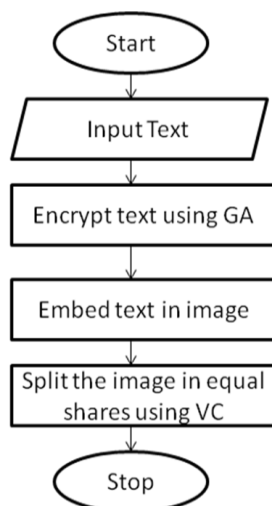 Start
Input Text
Encrypt text using GA
Embed text in image
Split the image in equal
shares using VC
Stop